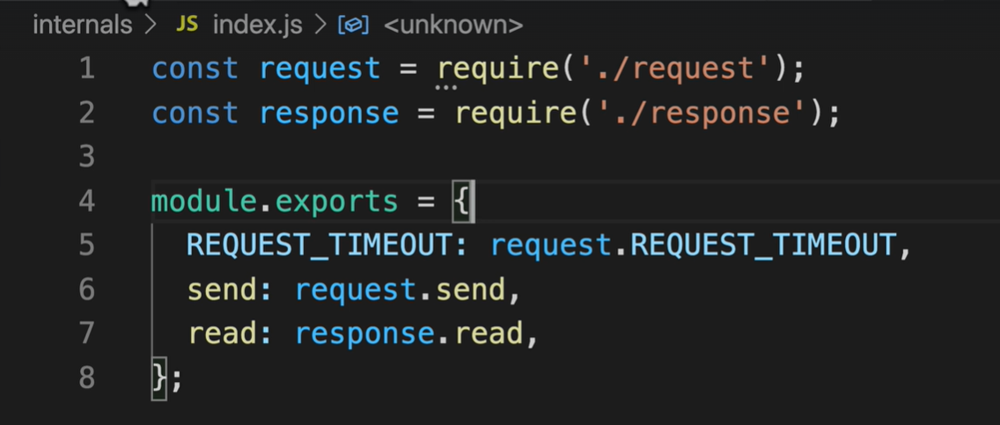 internals > JS index.js > <unknown>
1 const request = require('./request');
2 const response = require('./response');
3
4 module.exports = {
5   REQUEST_TIMEOUT: request.REQUEST_TIMEOUT,
6   send: request.send,
7   read: response.read,
8 };